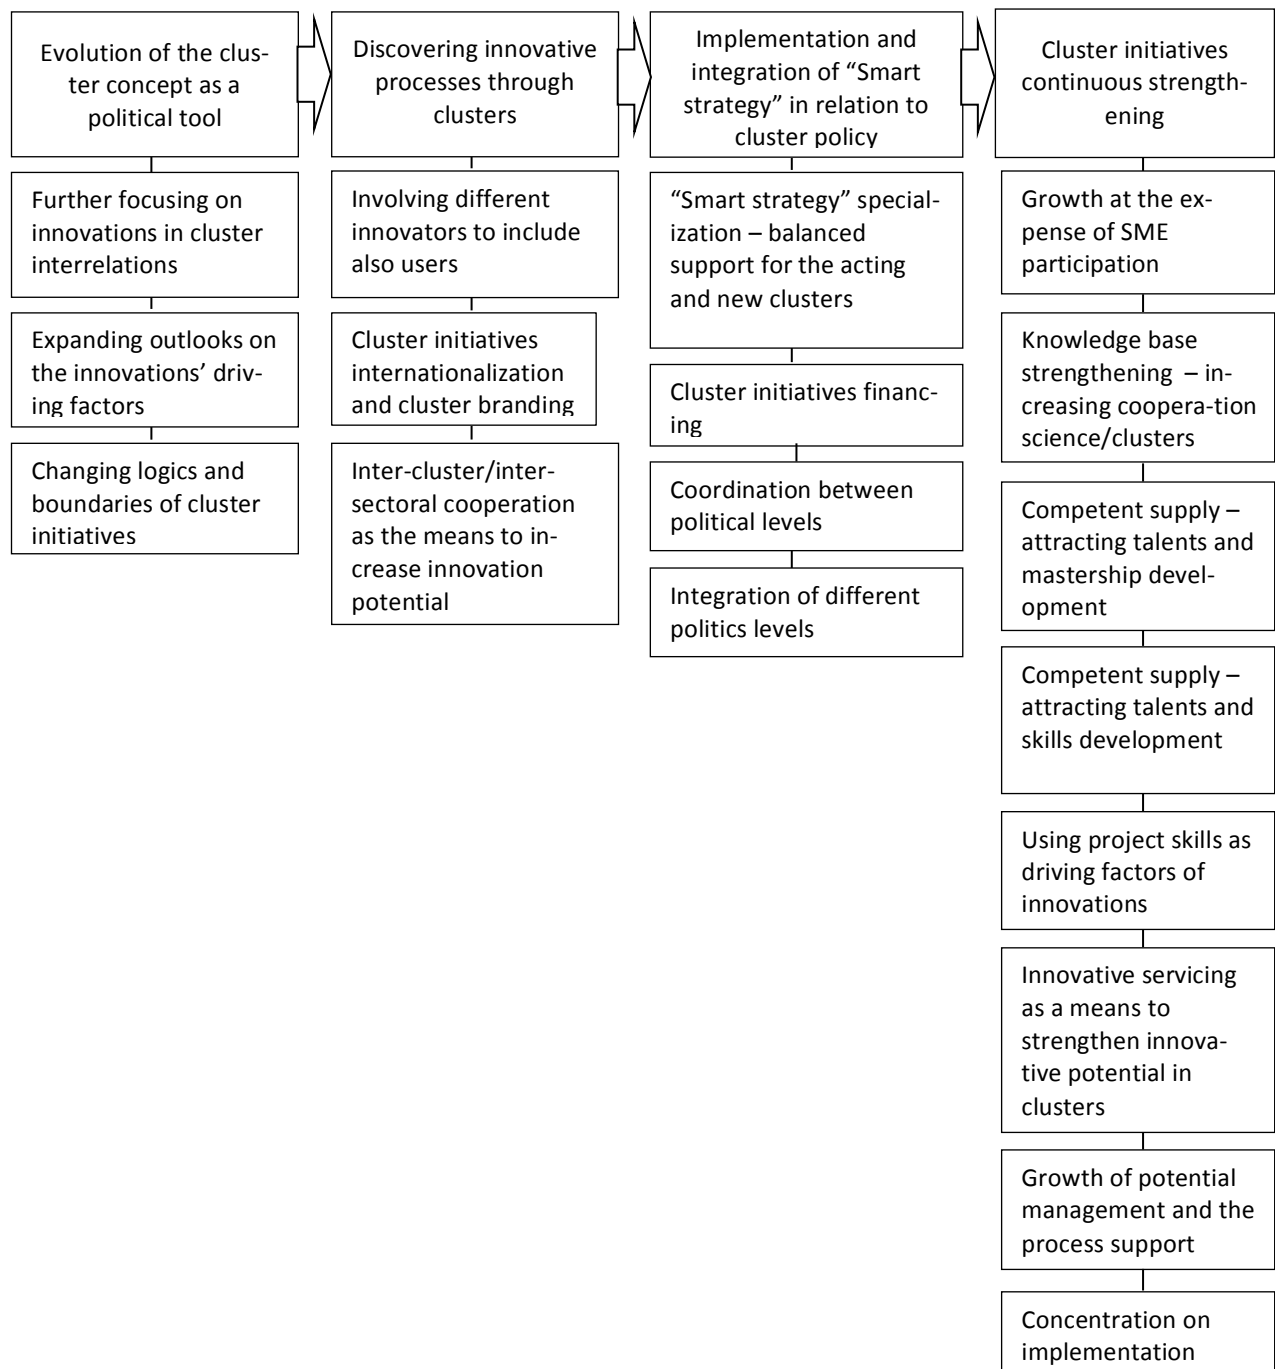 Evolution of the clus-
ter concept as a
political tool
Further focusing on
innovations in cluster
interrelations
Expanding outlooks on
the innovations’ driv-
ing factors
Changing logics and
boundaries of cluster
initiatives
Discovering innovative
processes through
clusters
Involving different
innovators to include
also users
Cluster initiatives
internationalization
and cluster branding
Inter-cluster/inter-
sectoral cooperation
as the means to in-
crease innovation
potential
Implementation and
integration of “Smart
strategy” in relation to
cluster policy
“Smart strategy” special-
ization – balanced
support for the acting
and new clusters
Cluster initiatives financ-
ing
Coordination between
political levels
Integration of different
politics levels
Cluster initiatives
continuous strength-
ening
Growth at the ex-
pense of SME
participation
Knowledge base
strengthening – in-
creasing coopera-tion
science/clusters
Competent supply –
attracting talents and
mastership devel-
opment
Competent supply –
attracting talents and
skills development
Using project skills as
driving factors of
innovations
Innovative servicing
as a means to
strengthen innova-
tive potential in
clusters
Growth of potential
management and the
process support
Concentration on
implementation